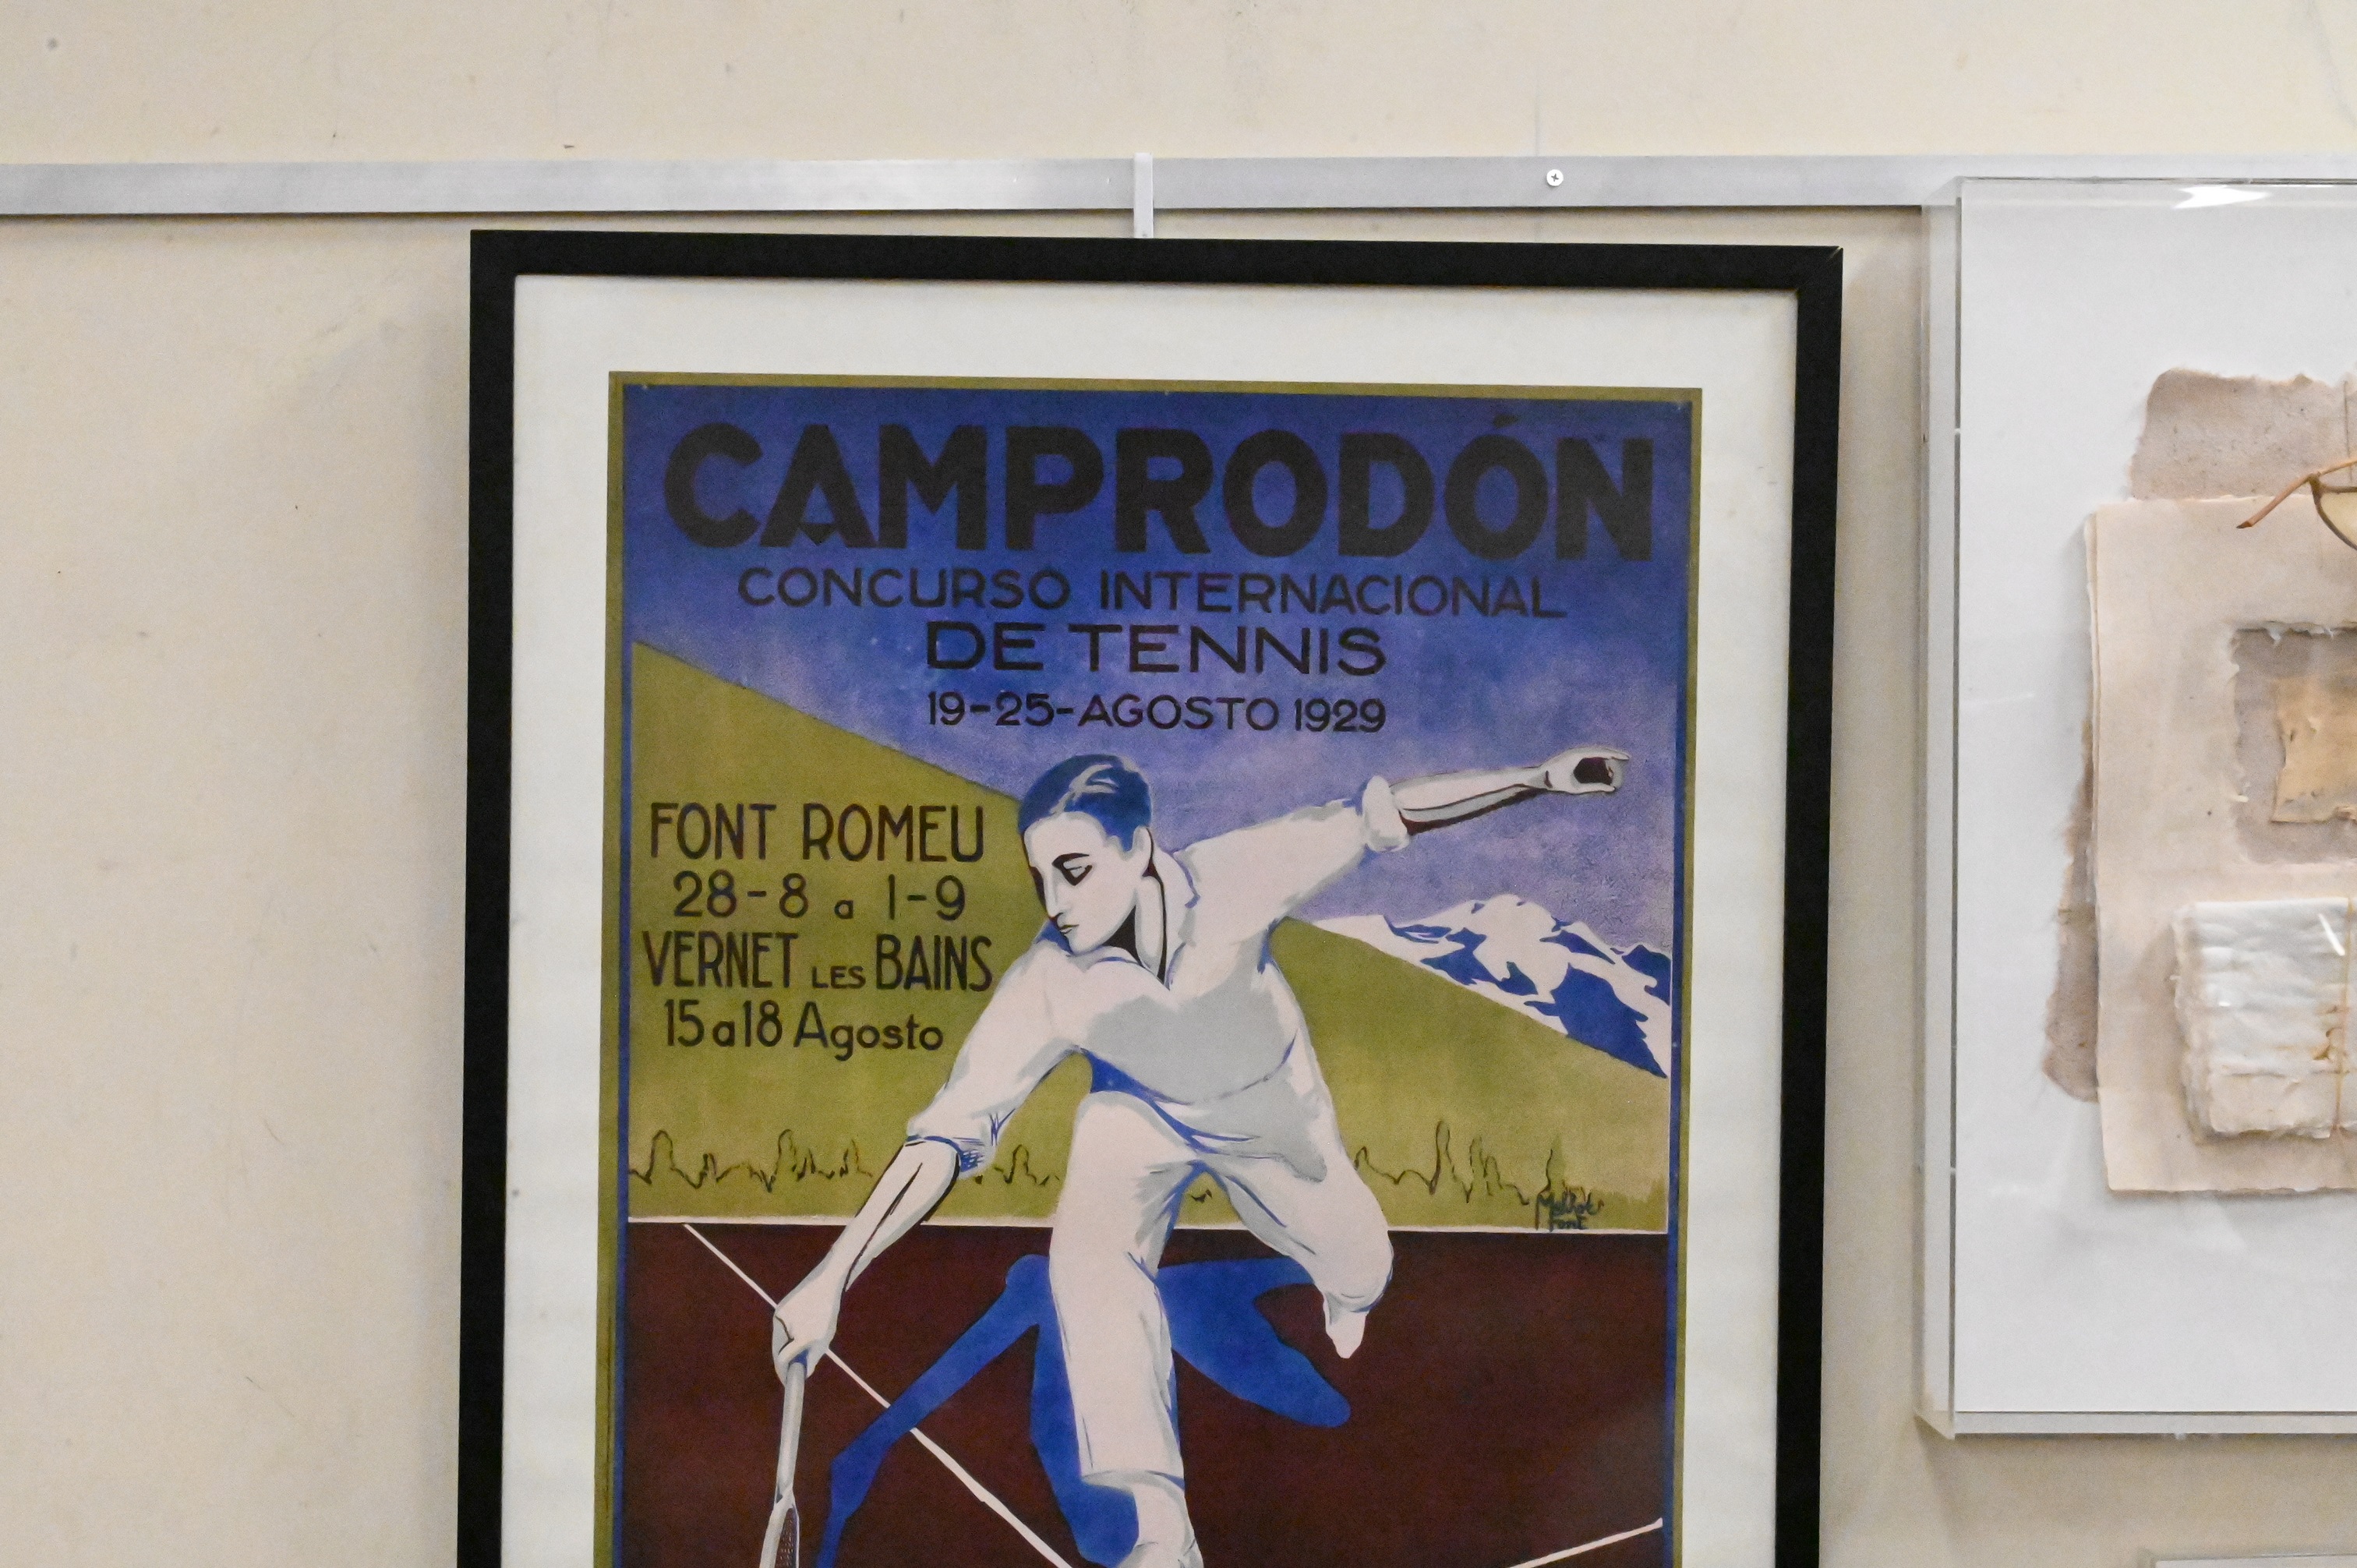 CAMPRODÓN
CONCURSO INTERNACIONAL
DE TENNIS
19-25-AGOSTO 1929
FONT ROMEU
28-8 a 1-9
VERNET LES BAINS
15 a 18 Agosto
Font